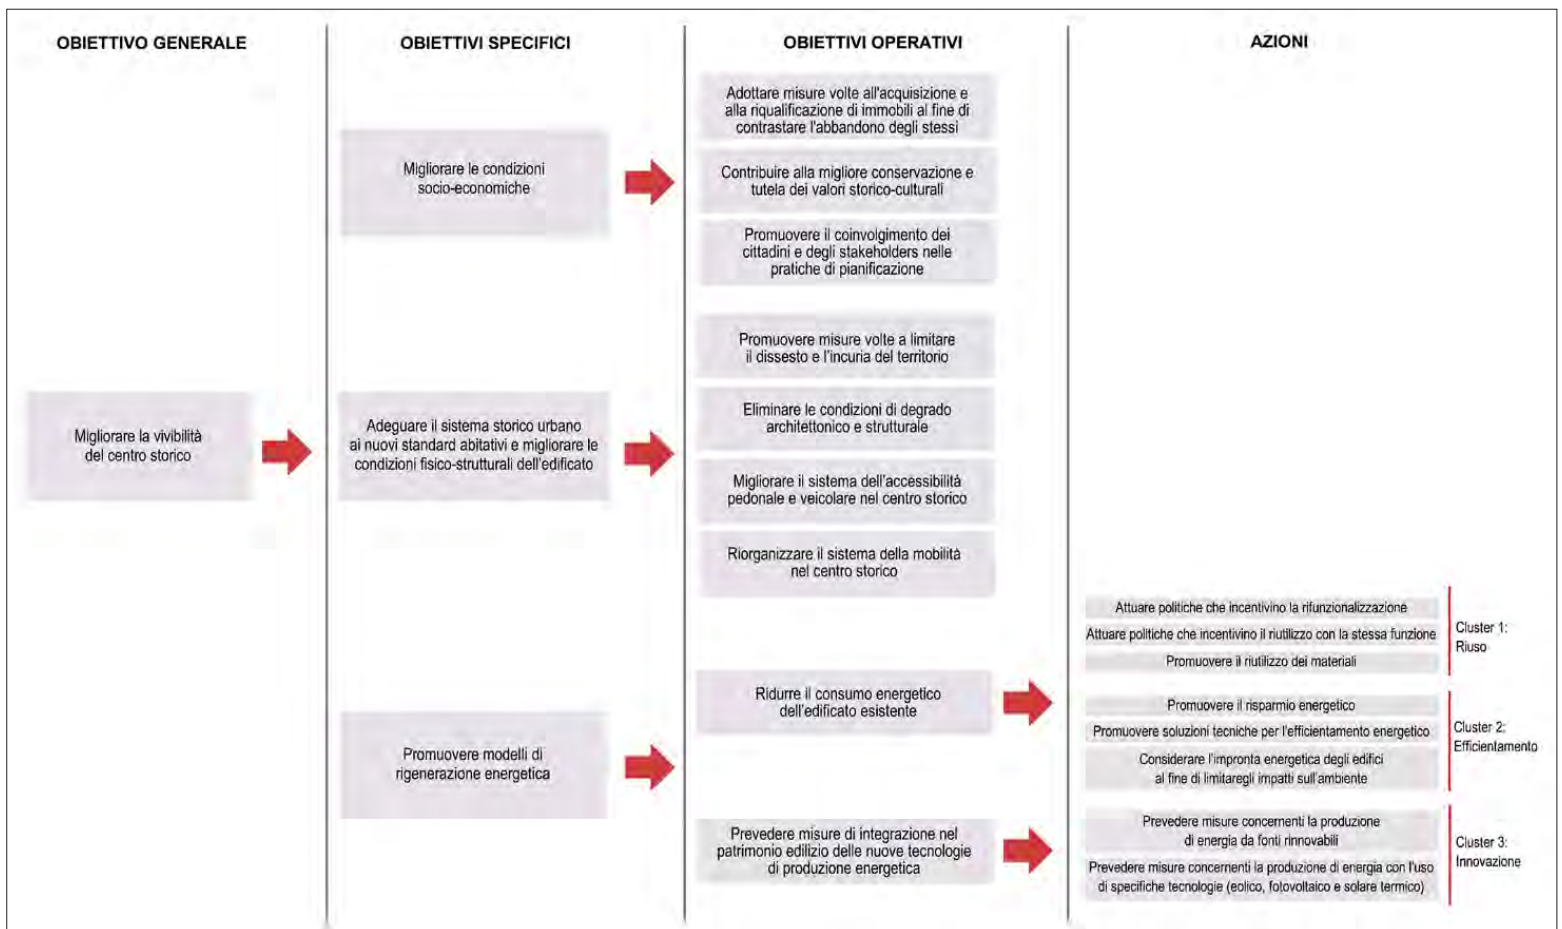 OBIETTIVO GENERALE
OBIETTIVI SPECIFICI
OBIETTIVI OPERATIVI
AZIONI
Migliorare la vivibilità
del centro storico
Migliorare le condizioni
socio-economiche
Adeguare il sistema storico urbano
ai nuovi standard abitativi e migliorare le
condizioni fisico-strutturali dell'edificato
Promuovere modelli di
rigenerazione energetica
Adottare misure volte all'acquisizione e
alla riqualificazione di immobili al fine di
contrastare l'abbandono degli stessi
Contribuire alla migliore conservazione e
tutela dei valori storico-culturali
Promuovere il coinvolgimento dei
cittadini e degli stakeholders nelle
pratiche di pianificazione
Promuovere misure volte a limitare
il dissesto e l'incuria del territorio
Eliminare le condizioni di degrado
architettonico e strutturale
Migliorare il sistema dell'accessibilità
pedonale e veicolare nel centro storico
Riorganizzare il sistema della mobilità
nel centro storico
Ridurre il consumo energetico
dell'edificato esistente
Prevedere misure di integrazione nel
patrimonio edilizio delle nuove tecnologie
di produzione energetica
Attuare politiche che incentivino la rifunzionalizzazione
Attuare politiche che incentivino il riutilizzo con la stessa funzione
Promuovere il riutilizzo dei materiali
Cluster 1:
Riuso
Promuovere il risparmio energetico
Promuovere soluzioni tecniche per l'efficientamento energetico
Considerare l'impronta energetica degli edifici
al fine di limitaregli impatti sull'ambiente
Cluster 2:
Efficientamento
Prevedere misure concernenti la produzione
di energia da fonti rinnovabili
Prevedere misure concernenti la produzione di energia con l'uso
di specifiche tecnologie (eolico, fotovoltaico e solare termico)
Cluster 3:
Innovazione